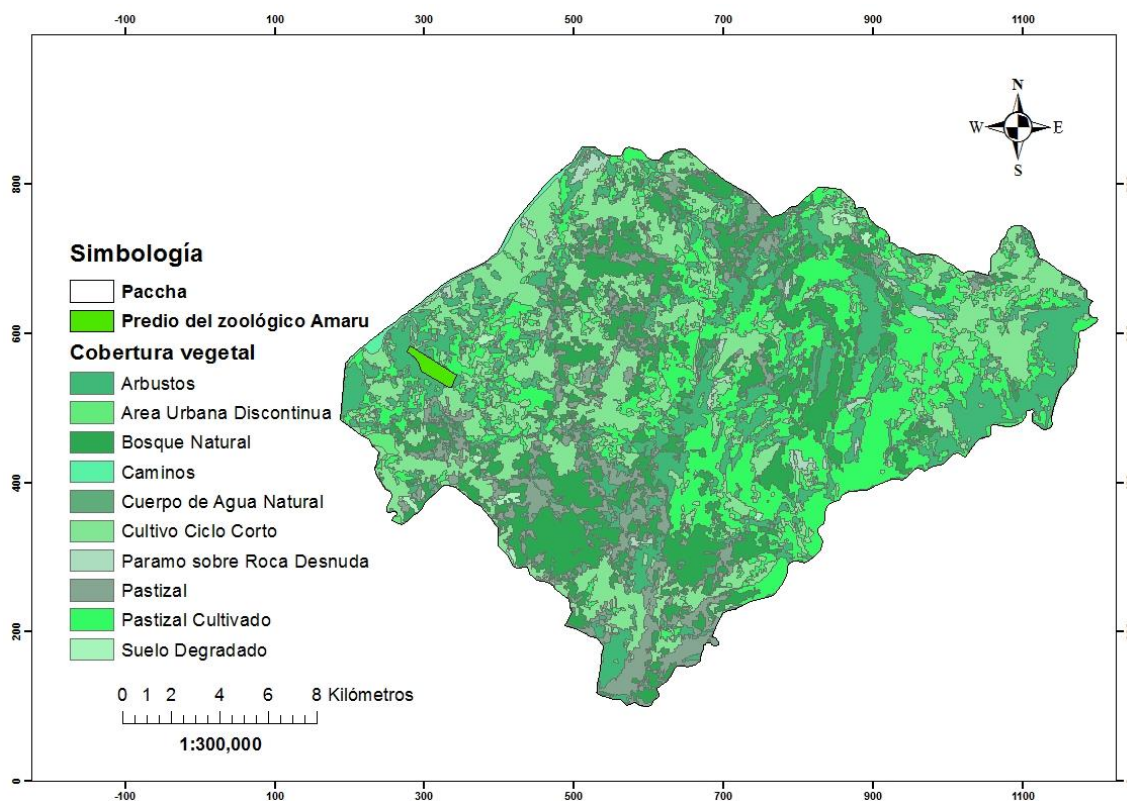 -100 100 300 500 700 900 1100
N
W E
S
800
600
400
200
0
Simbología
Paccha
Predio del zoológico Amaru
Cobertura vegetal
Arbustos
Area Urbana Discontinua
Bosque Natural
Caminos
Cuerpo de Agua Natural
Cultivo Ciclo Corto
Paramo sobre Roca Desnuda
Pastizal
Pastizal Cultivado
Suelo Degradado
0 1 2 4 6 8 Kilómetros
1:300,000
-100 100 300 500 700 900 1100